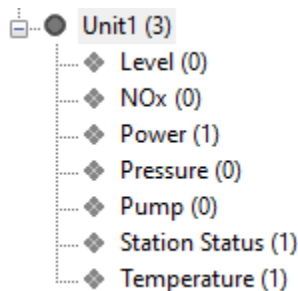 Unit1 (3)
Level (0)
NOx (0)
Power (1)
Pressure (0)
Pump (0)
Station Status (1)
Temperature (1)